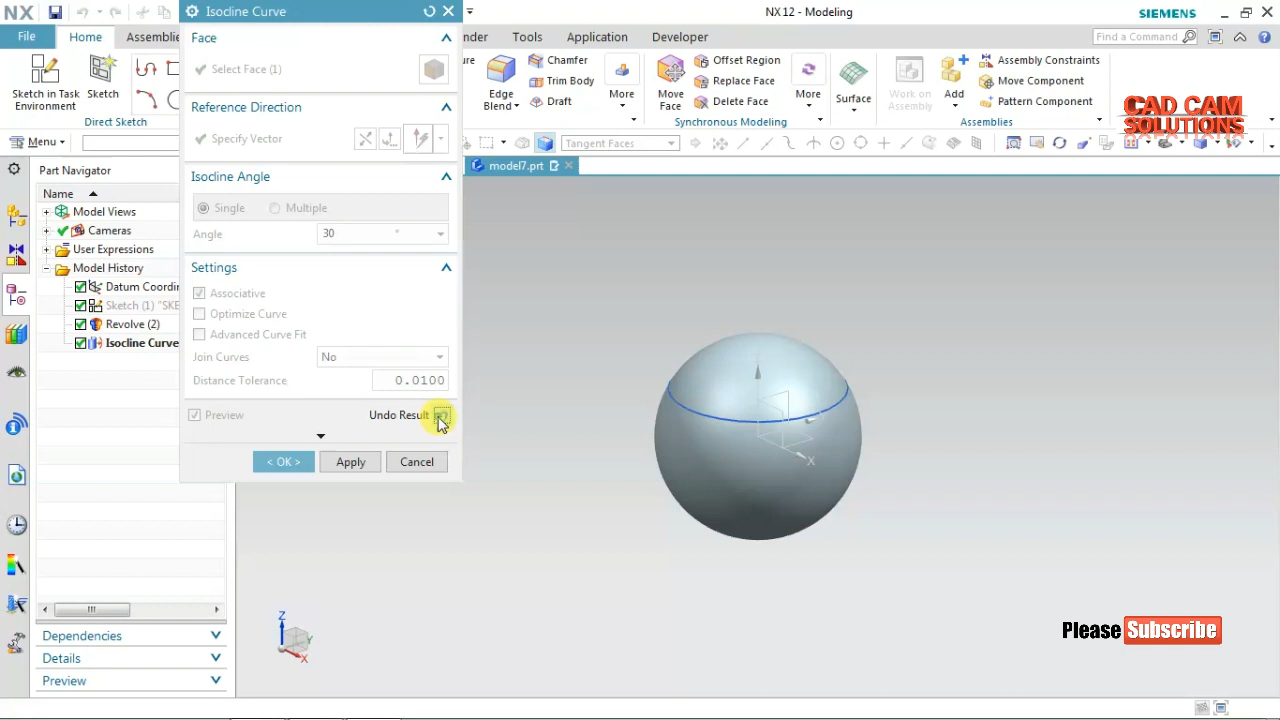 NX
Isocline Curve
NX 12 - Modeling
SIEMENS
File
Home
Assemblie
nder
Tools
Application
Developer
Find a Command
Face
Select Face (1)
Reference Direction
Specify Vector
Isocline Angle
Single
Multiple
Angle
30
°
Settings
Associative
Optimize Curve
Advanced Curve Fit
Join Curves
No
Distance Tolerance
0.0100
Preview
Undo Result
< OK >
Apply
Cancel
Sketch in Task
Environment
Sketch
Direct Sketch
ure
Edge
Blend
Chamfer
Trim Body
Draft
More
Move
Face
Offset Region
Replace Face
Delete Face
More
Synchronous Modeling
Surface
Work on
Assembly
Add
Assembly Constraints
Move Component
Pattern Component
Assemblies
CAD CAM
SOLUTIONS
Menu
Tangent Faces
model7.prt
Part Navigator
Name
Model Views
Cameras
User Expressions
Model History
Datum Coordin
Sketch (1) "SKE
Revolve (2)
Isocline Curve
Dependencies
Details
Preview
X
Z
Y
X
Please Subscribe